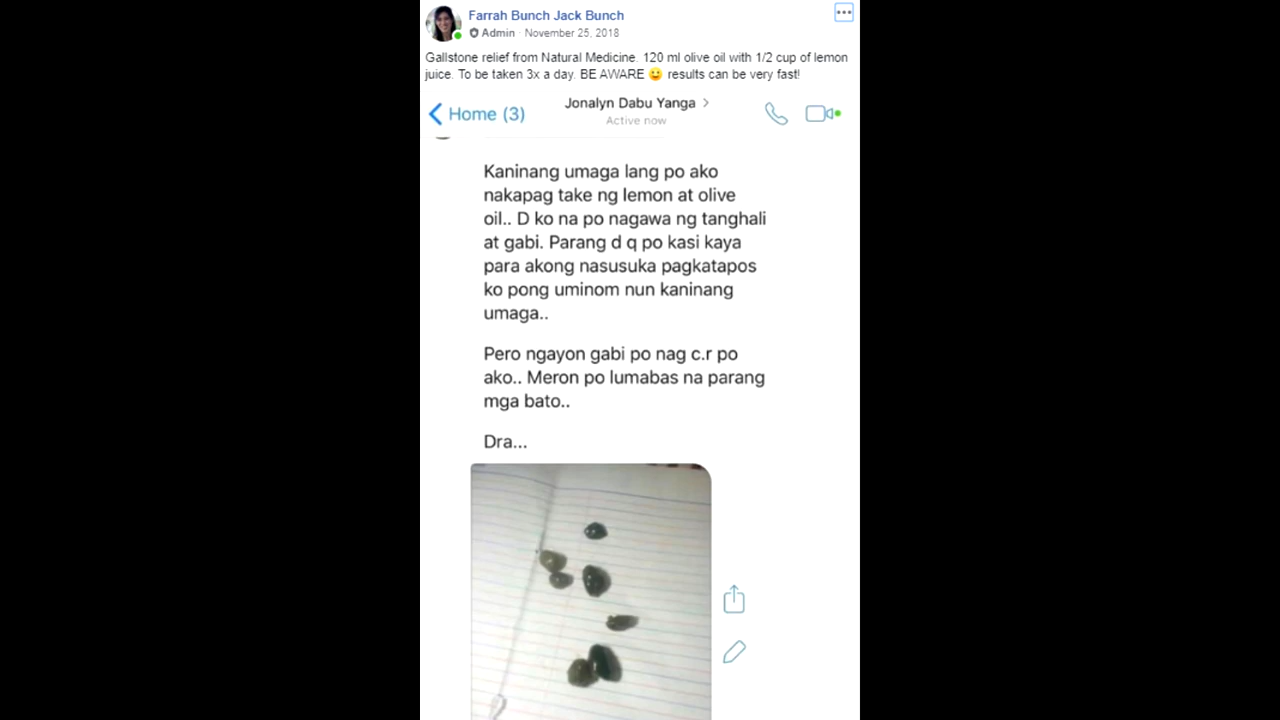 Farrah Bunch Jack Bunch
Admin · November 25, 2018
Gallstone relief from Natural Medicine. 120 ml olive oil with 1/2 cup of lemon
juice. To be taken 3x a day. BE AWARE 😛 results can be very fast!
Home (3)
Jonalyn Dabu Yanga
Active now
Kaninang umaga lang po ako
nakapag take ng lemon at olive
oil.. D ko na po nagawa ng tanghali
at gabi. Parang d q po kasi kaya
para akong nasusuka pagkatapos
ko pong uminom nun kaninang
umaga..
Pero ngayon gabi po nag c.r po
ako.. Meron po lumabas na parang
mga bato..
Dra...